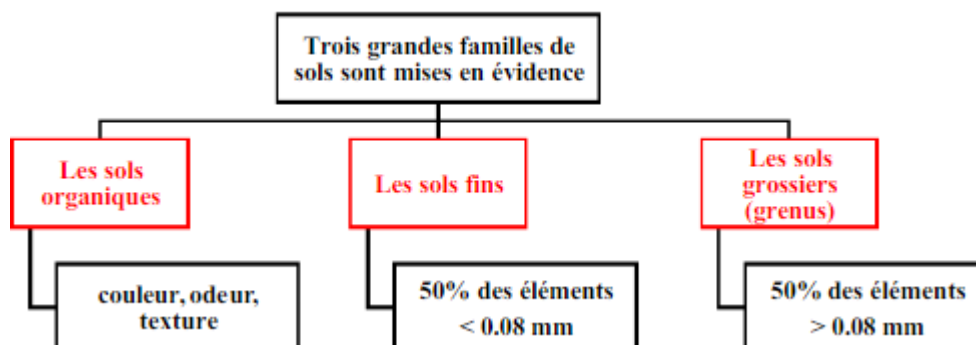 Trois grandes familles de
sols sont mises en évidence
Les sols
organiques
Les sols fins
Les sols
grossiers
(grenus)
couleur, odeur,
texture
50% des éléments
< 0.08 mm
50% des éléments
> 0.08 mm